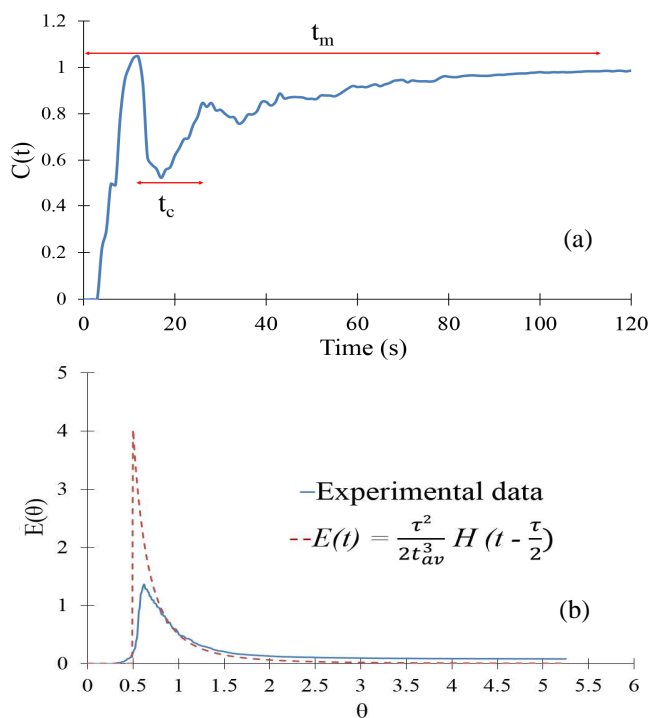 1.2
1
0.8
0.6
0.4
0.2
0
C(t)
t_m
t_c
(a)
0 20 40 60 80 100 120
Time (s)
5
4
3
2
1
0
E(θ)
Experimental data
E(t) = τ²/2t³_av H (t - τ/2)
(b)
0 0.5 1 1.5 2 2.5 3 3.5 4 4.5 5 5.5 6
θ